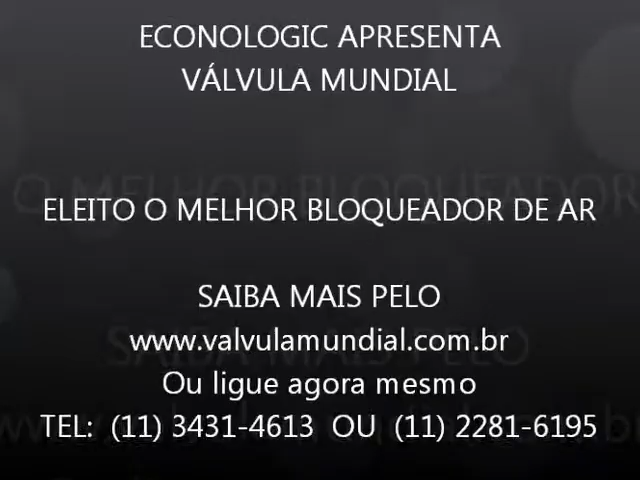 ECONOLOGIC APRESENTA
VÁLVULA MUNDIAL
ELEITO O MELHOR BLOQUEADOR DE AR
SAIBA MAIS PELO
www.valvulamundial.com.br
Ou ligue agora mesmo
TEL: (11) 3431-4613 OU (11) 2281-6195